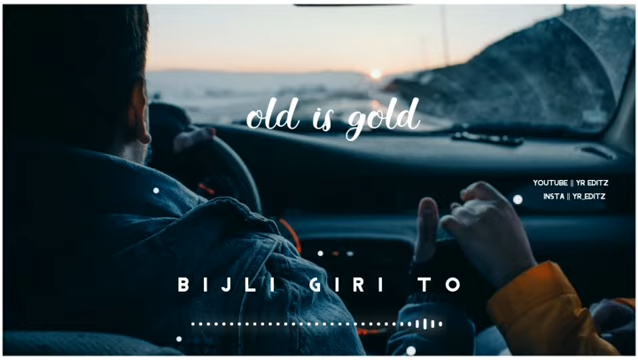 old is gold
YOUTUBE || YR EDITZ
INSTA || YR_EDITZ
BIJLI GIRI TO